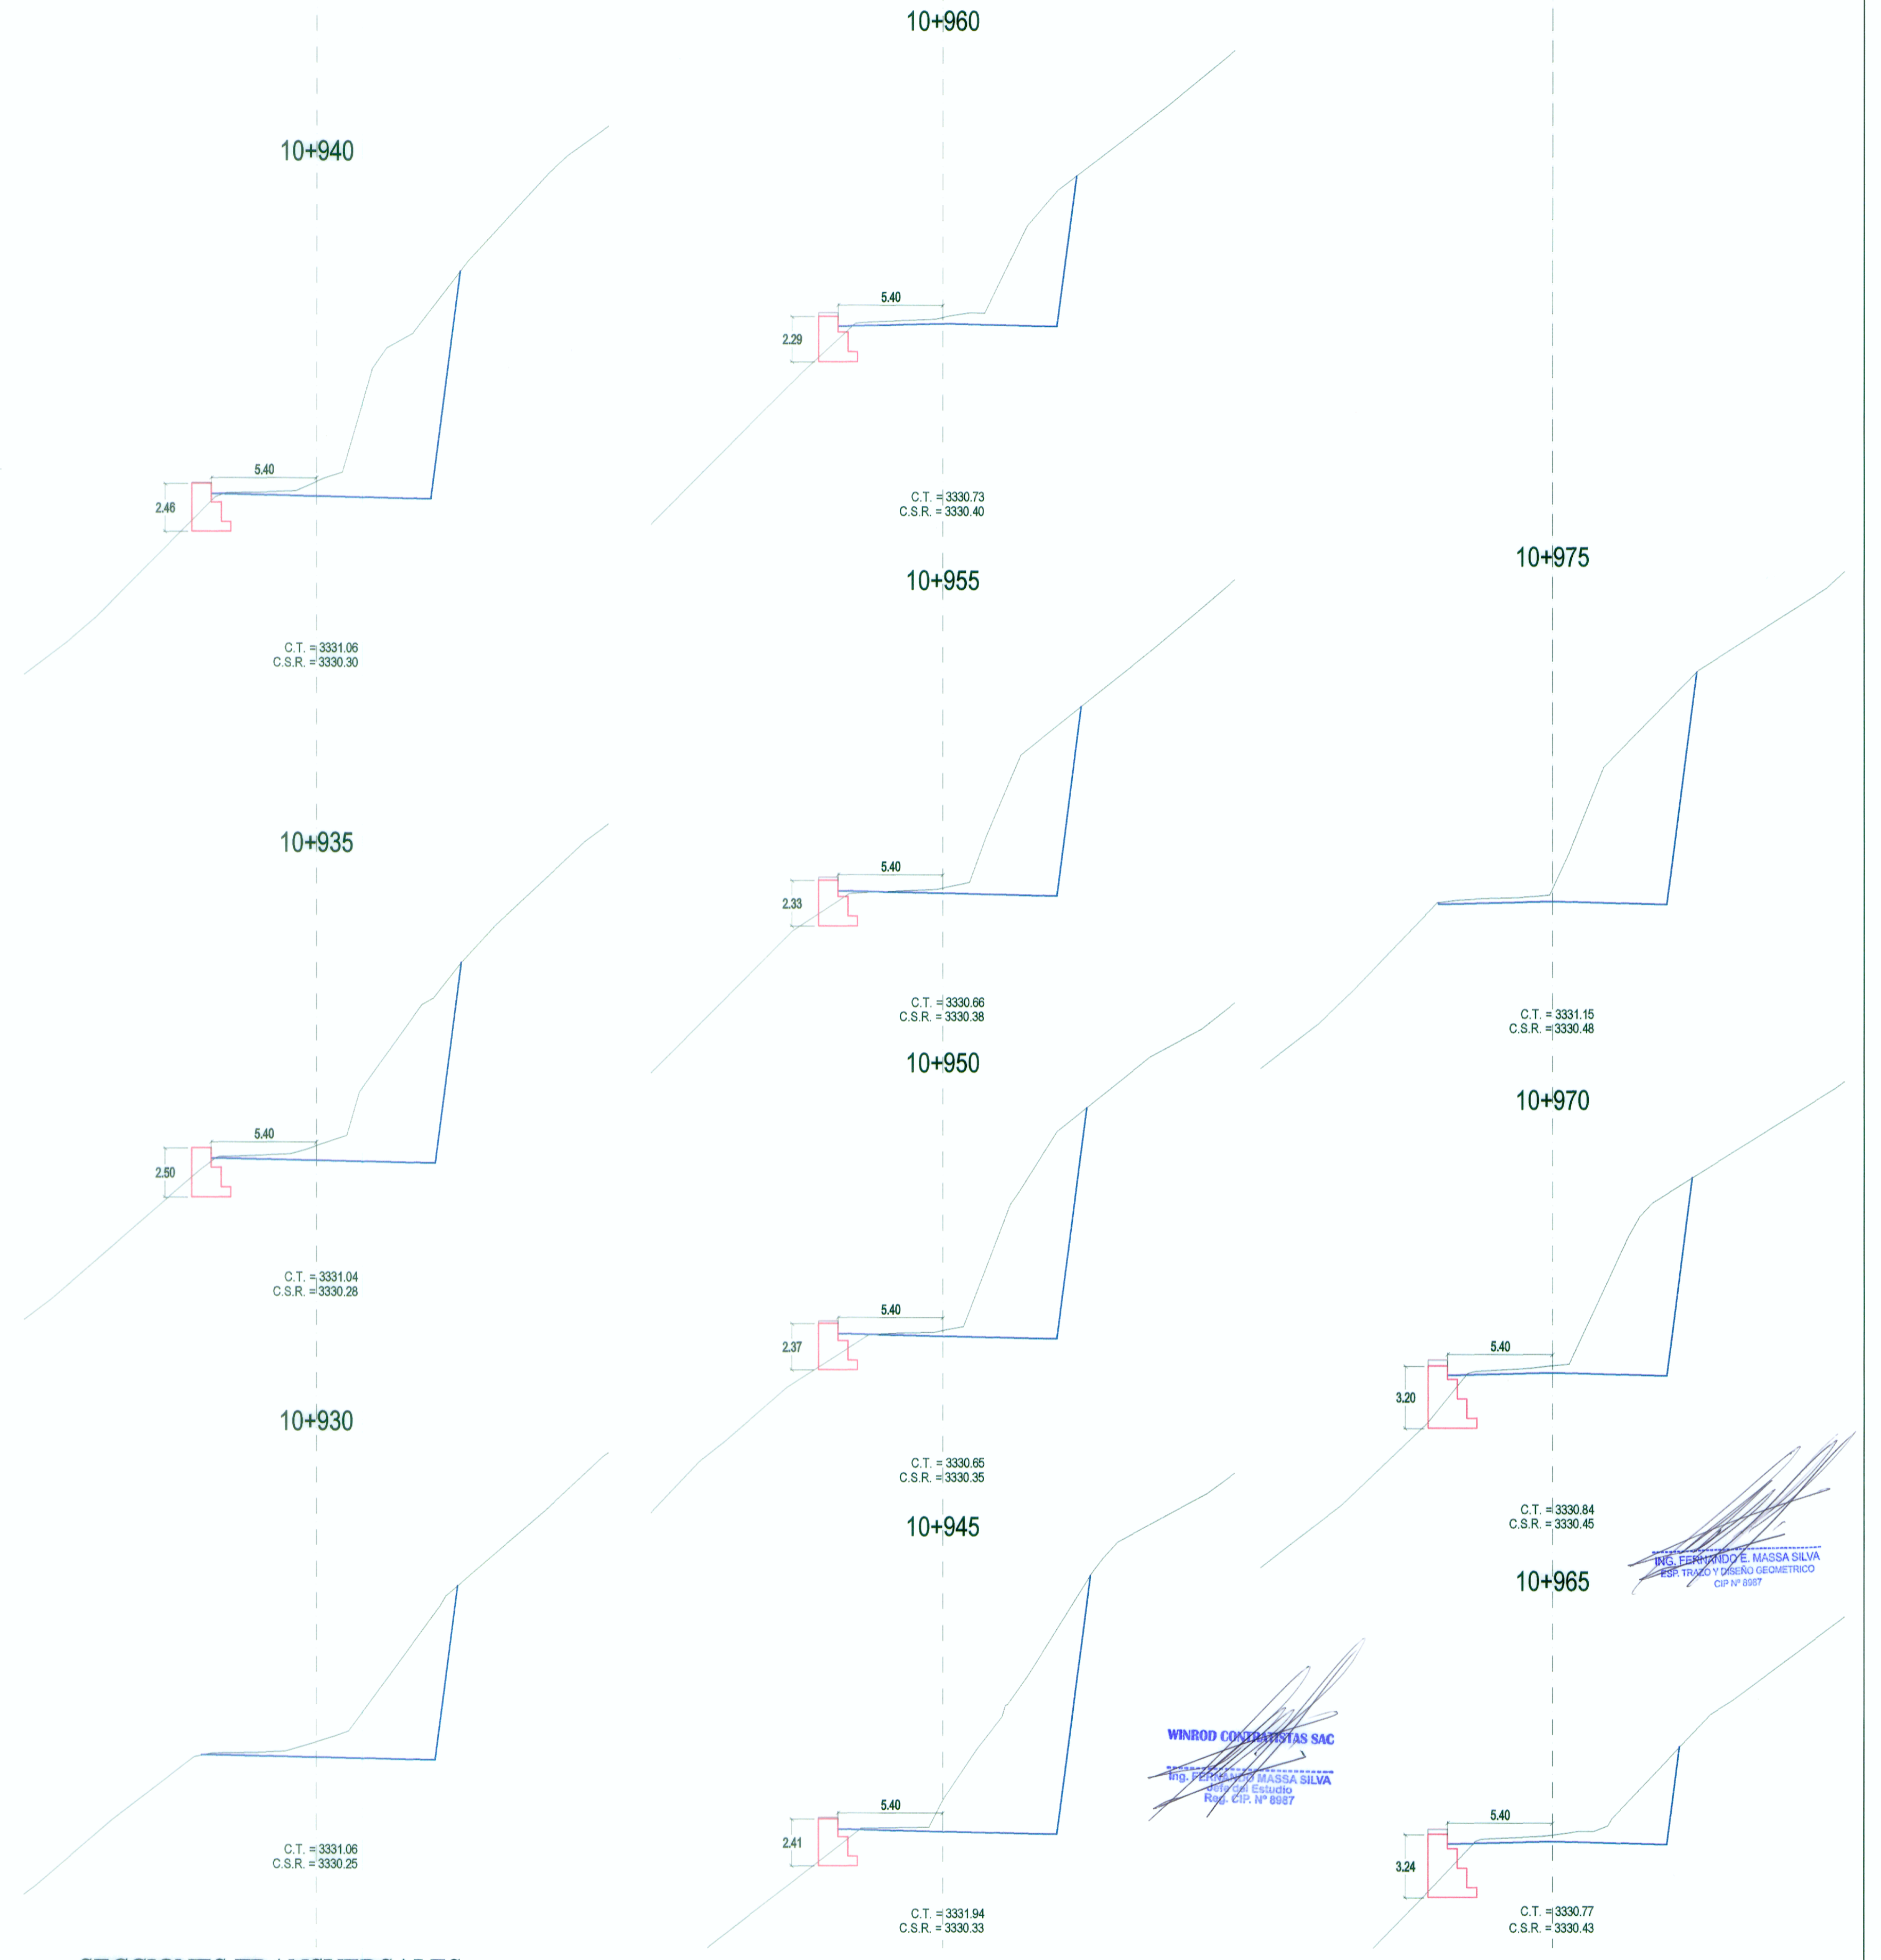 10+940
5.40
2.46
C.T. = 3331.06
C.S.R. = 3330.30
10+935
5.40
2.50
C.T. = 3331.04
C.S.R. = 3330.28
10+930
C.T. = 3331.06
C.S.R. = 3330.25
10+960
5.40
2.29
C.T. = 3330.73
C.S.R. = 3330.40
10+955
5.40
2.33
C.T. = 3330.66
C.S.R. = 3330.38
10+950
5.40
2.37
C.T. = 3330.65
C.S.R. = 3330.35
10+945
5.40
2.41
C.T. = 3331.94
C.S.R. = 3330.33
10+975
C.T. = 3331.15
C.S.R. = 3330.48
10+970
5.40
3.20
C.T. = 3330.84
C.S.R. = 3330.45
10+965
5.40
3.24
C.T. = 3330.77
C.S.R. = 3330.43
WINROD CONTRATISTAS SAC
Ing. FERNANDO MASSA SILVA
Jefe del Estudio
Reg. CIP. Nº 8987
ING. FERNANDO E. MASSA SILVA
ESP. TRAZO Y DISEÑO GEOMETRICO
CIP Nº 8987